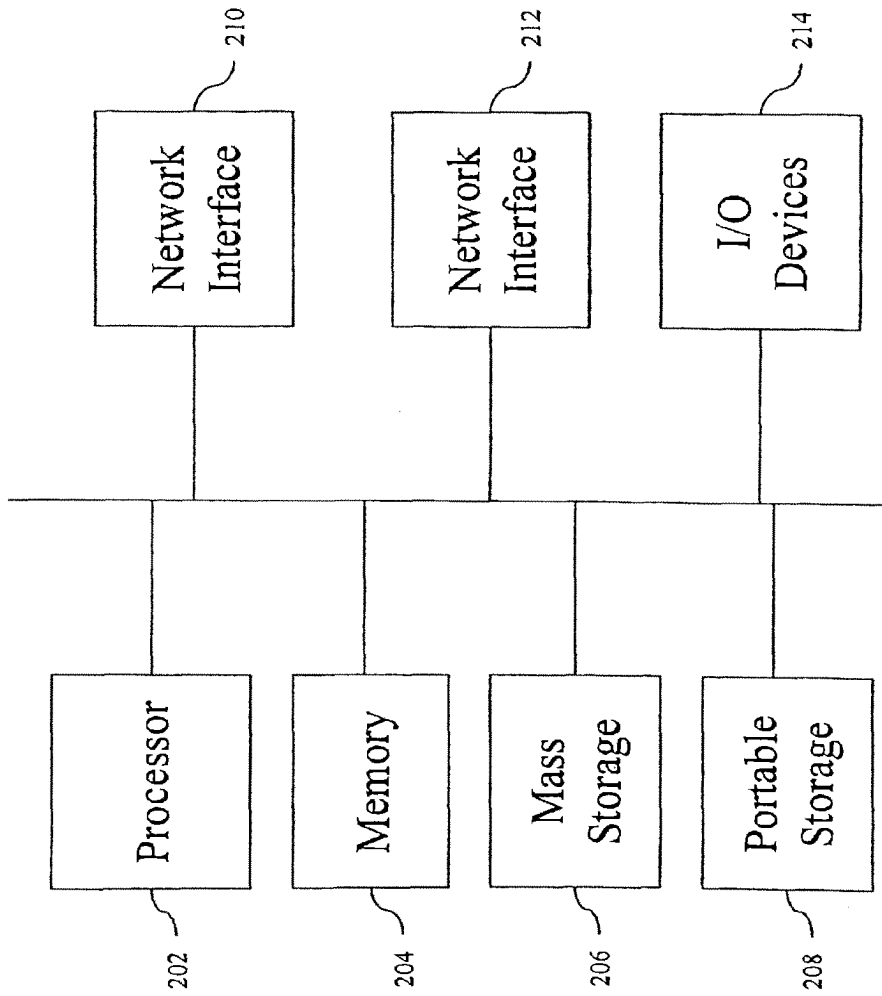 Network
Interface
210
Network
Interface
212
I/O
Devices
214
Processor
202
Memory
204
Mass
Storage
206
Portable
Storage
208